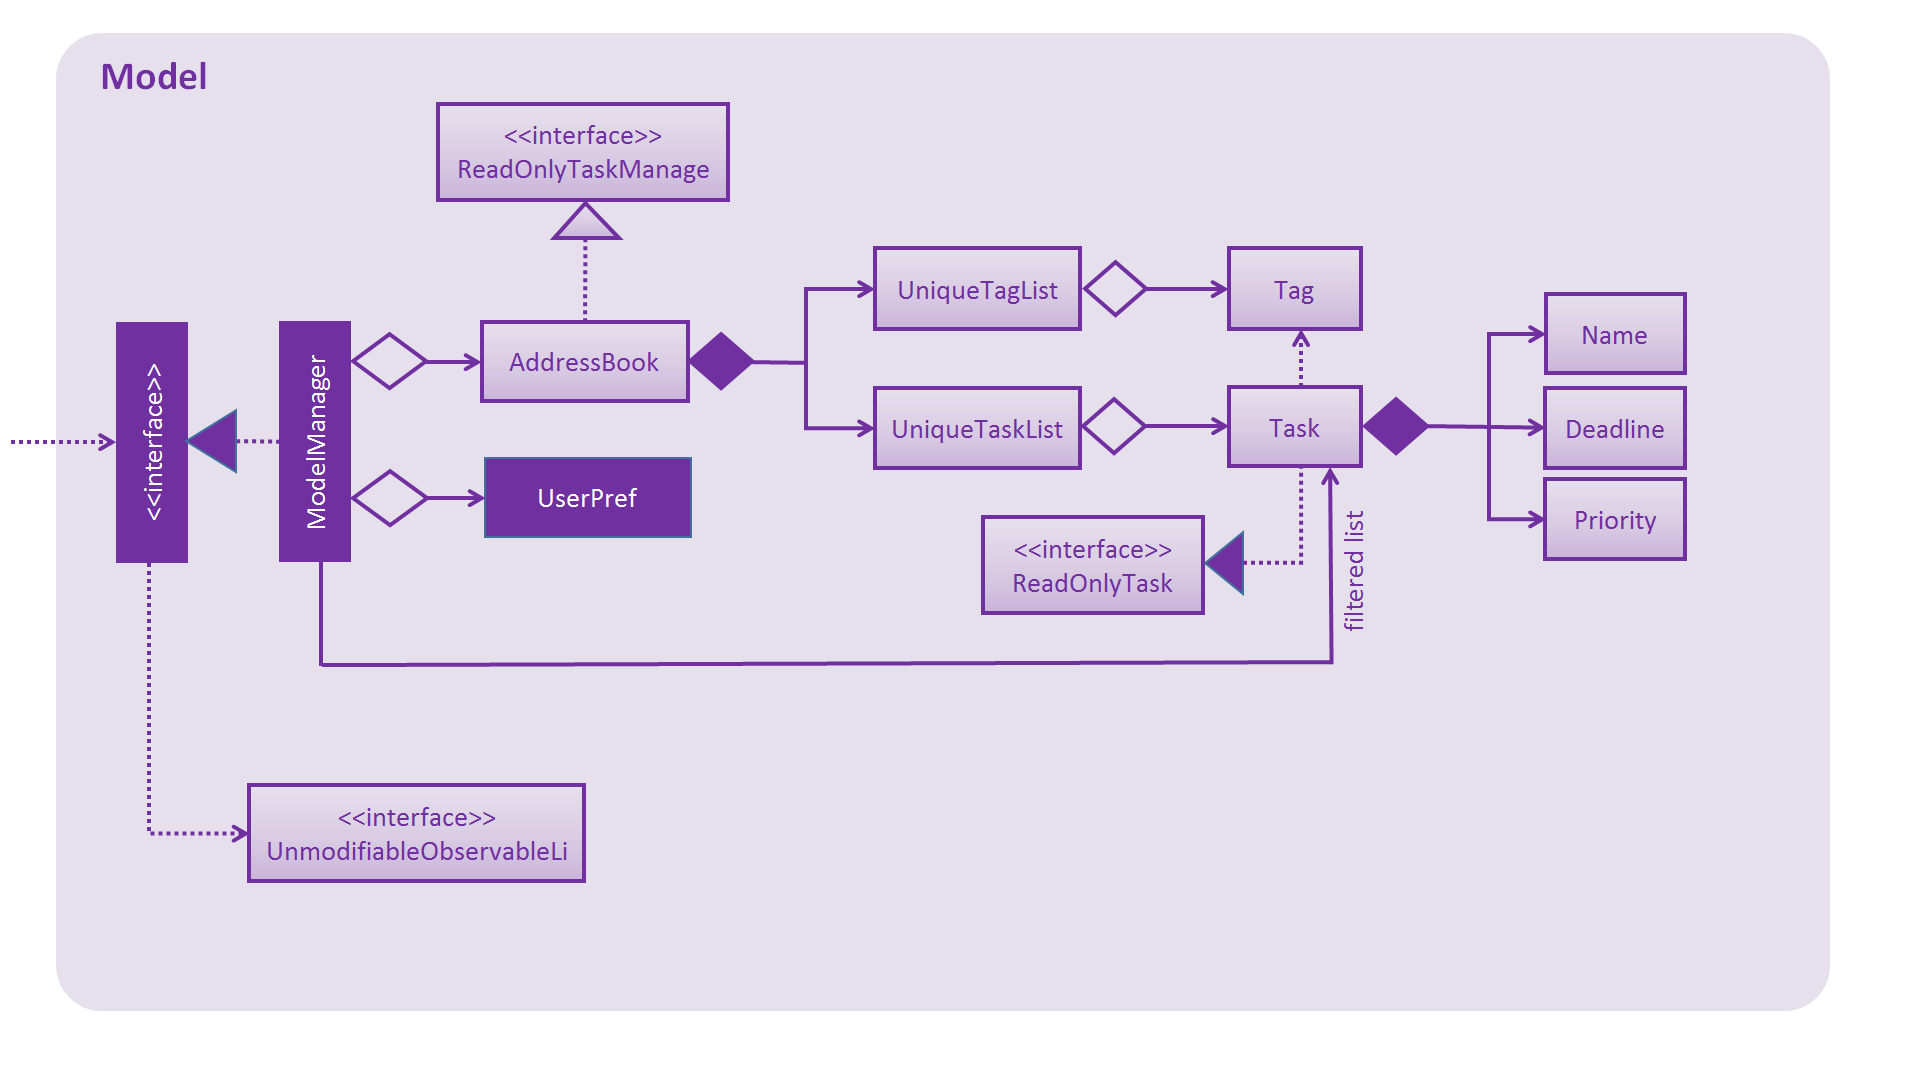 Model
<<interface>>
ReadOnlyTaskManage
UniqueTagList
Tag
Name
<<interface>>
ModelManager
AddressBook
UniqueTaskList
Task
Deadline
UserPref
Priority
<<interface>>
ReadOnlyTask
filtered list
<<interface>>
UnmodifiableObservableLi